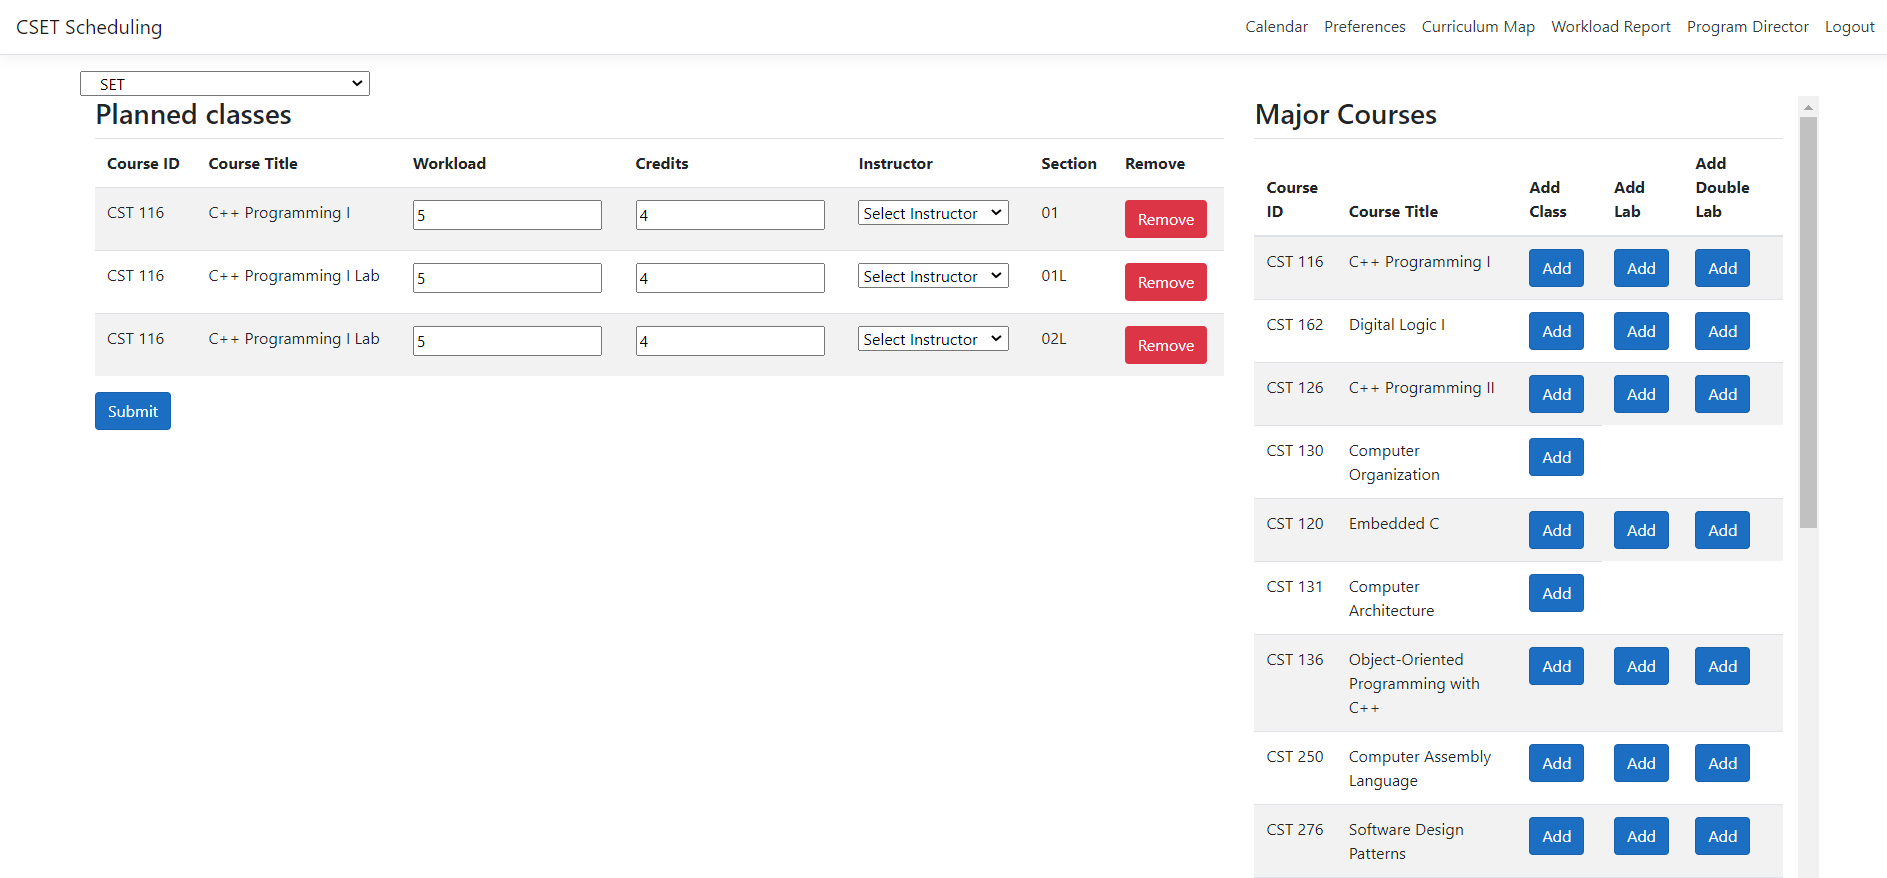 CSET Scheduling
Calendar Preferences Curriculum Map Workload Report Program Director Logout
SET
Planned classes
Course ID Course Title Workload Credits Instructor Section Remove
CST 116 C++ Programming I 5 4 Select Instructor 01 Remove
CST 116 C++ Programming I Lab 5 4 Select Instructor 01L Remove
CST 116 C++ Programming I Lab 5 4 Select Instructor 02L Remove
Submit
Major Courses
Course ID Course Title Add Class Add Lab Add Double Lab
CST 116 C++ Programming I Add Add Add
CST 162 Digital Logic I Add Add Add
CST 126 C++ Programming II Add Add Add
CST 130 Computer Organization Add
CST 120 Embedded C Add Add Add
CST 131 Computer Architecture Add
CST 136 Object-Oriented Programming with C++ Add Add Add
CST 250 Computer Assembly Language Add Add Add
CST 276 Software Design Patterns Add Add Add